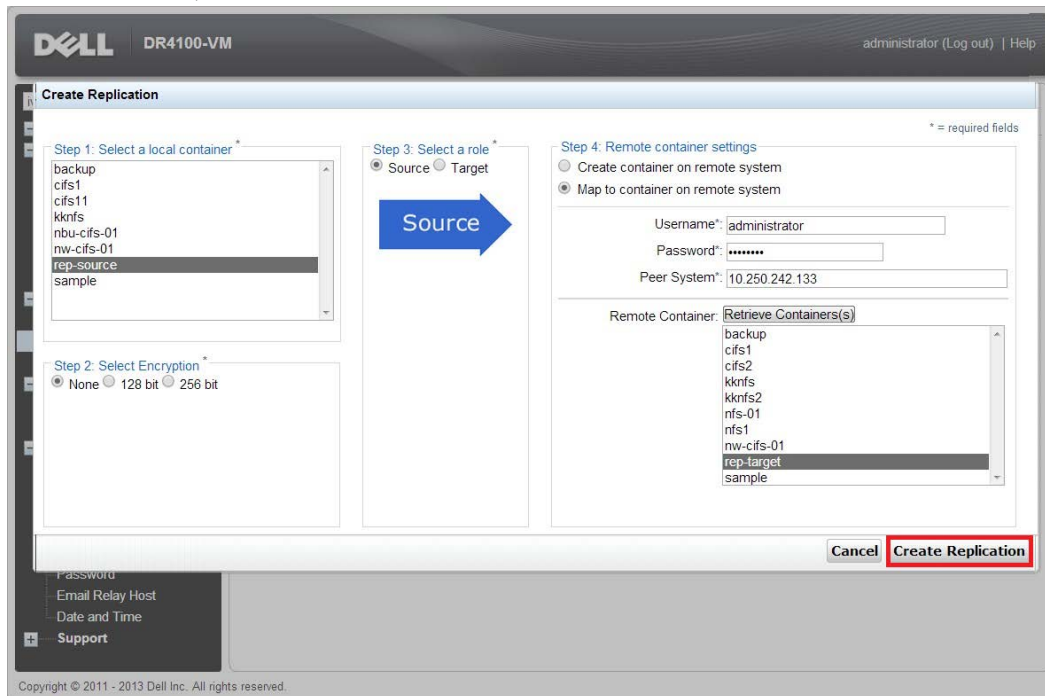 DELL DR4100-VM administrator (Log out) | Help
Create Replication
* = required fields
Step 1: Select a local container *
backup
cifs1
cifs11
kknfs
nbu-cifs-01
nw-cifs-01
rep-source
sample
Step 2: Select Encryption *
None 128 bit 256 bit
Step 3: Select a role *
Source Target
Source
Step 4: Remote container settings
Create container on remote system
Map to container on remote system
Username*: administrator
Password*: ••••••••
Peer System*: 10.250.242.133
Remote Container: Retrieve Containers(s)
backup
cifs1
cifs2
kknfs
kknfs2
nfs-01
nfs1
nw-cifs-01
rep-target
sample
Cancel Create Replication
Password
Email Relay Host
Date and Time
Support
Copyright © 2011 - 2013 Dell Inc. All rights reserved.